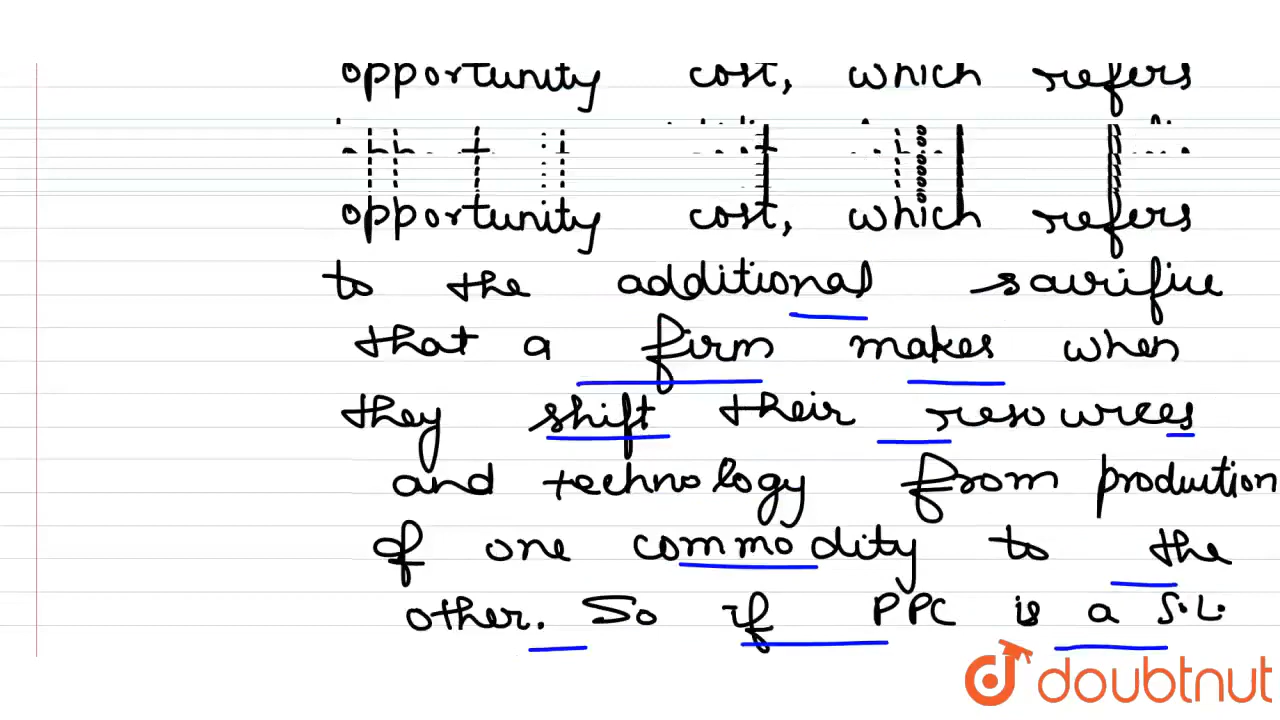 opportunity cost, which refers
opportunity cost, which refers
to the additional sacrifice
that a firm makes when
they shift their resources
and technology from production
of one commodity to the
other. So if PPC is a S.L.
doubtnut